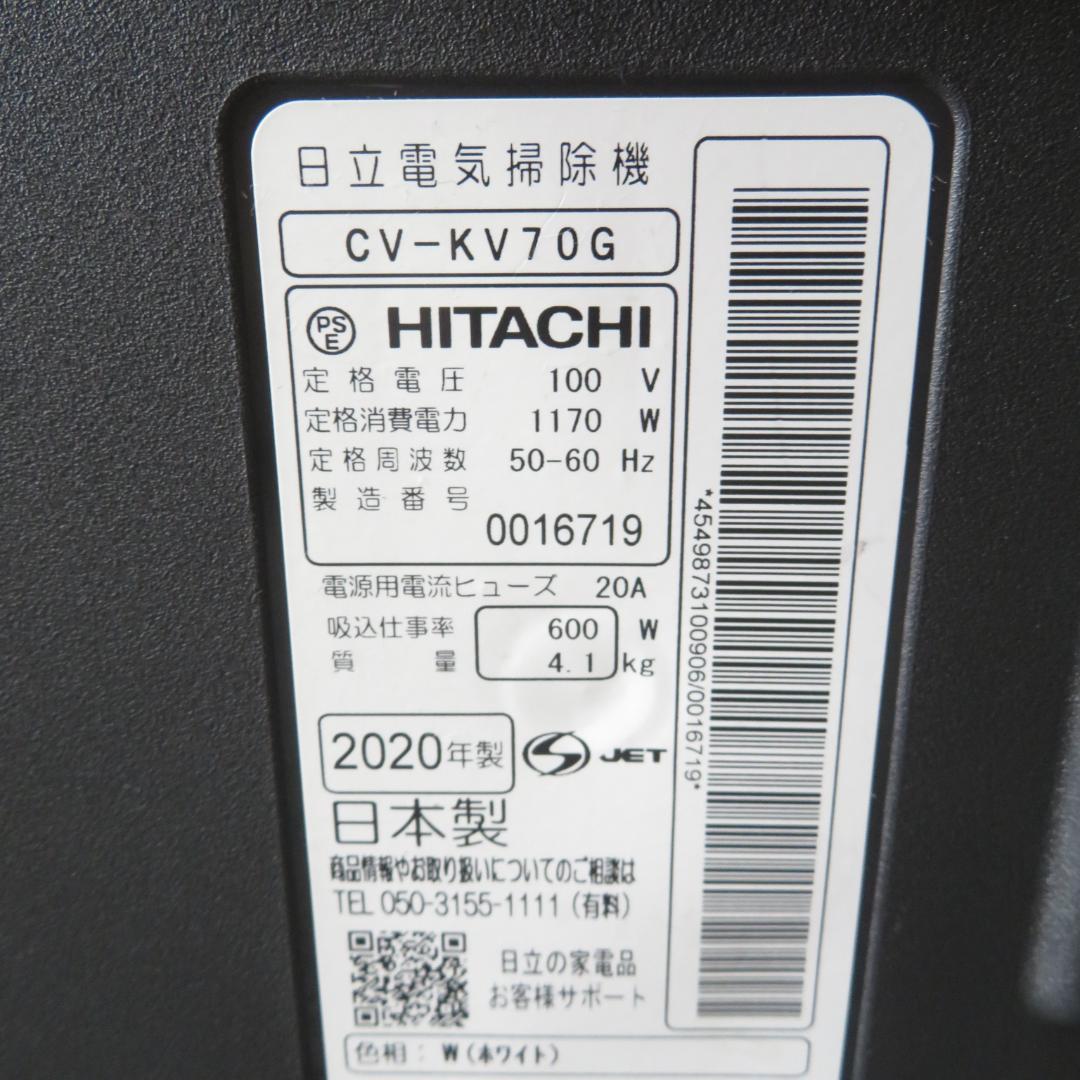 日立電気掃除機
CV-KV70G
PSE HITACHI
定格電圧 100 V
定格消費電力 1170 W
定格周波数 50-60 Hz
製造番号
0016719
電源用電流ヒューズ 20A
吸込仕事率 600 W
質量 4.1 kg
2020年製 S JET
日本製
商品情報やお取り扱いについてのご相談は
TEL 050-3155-1111 (有料)
日立の家電品
お客様サポート
色相: W(ホワイト)
*4549873100906/0016719*